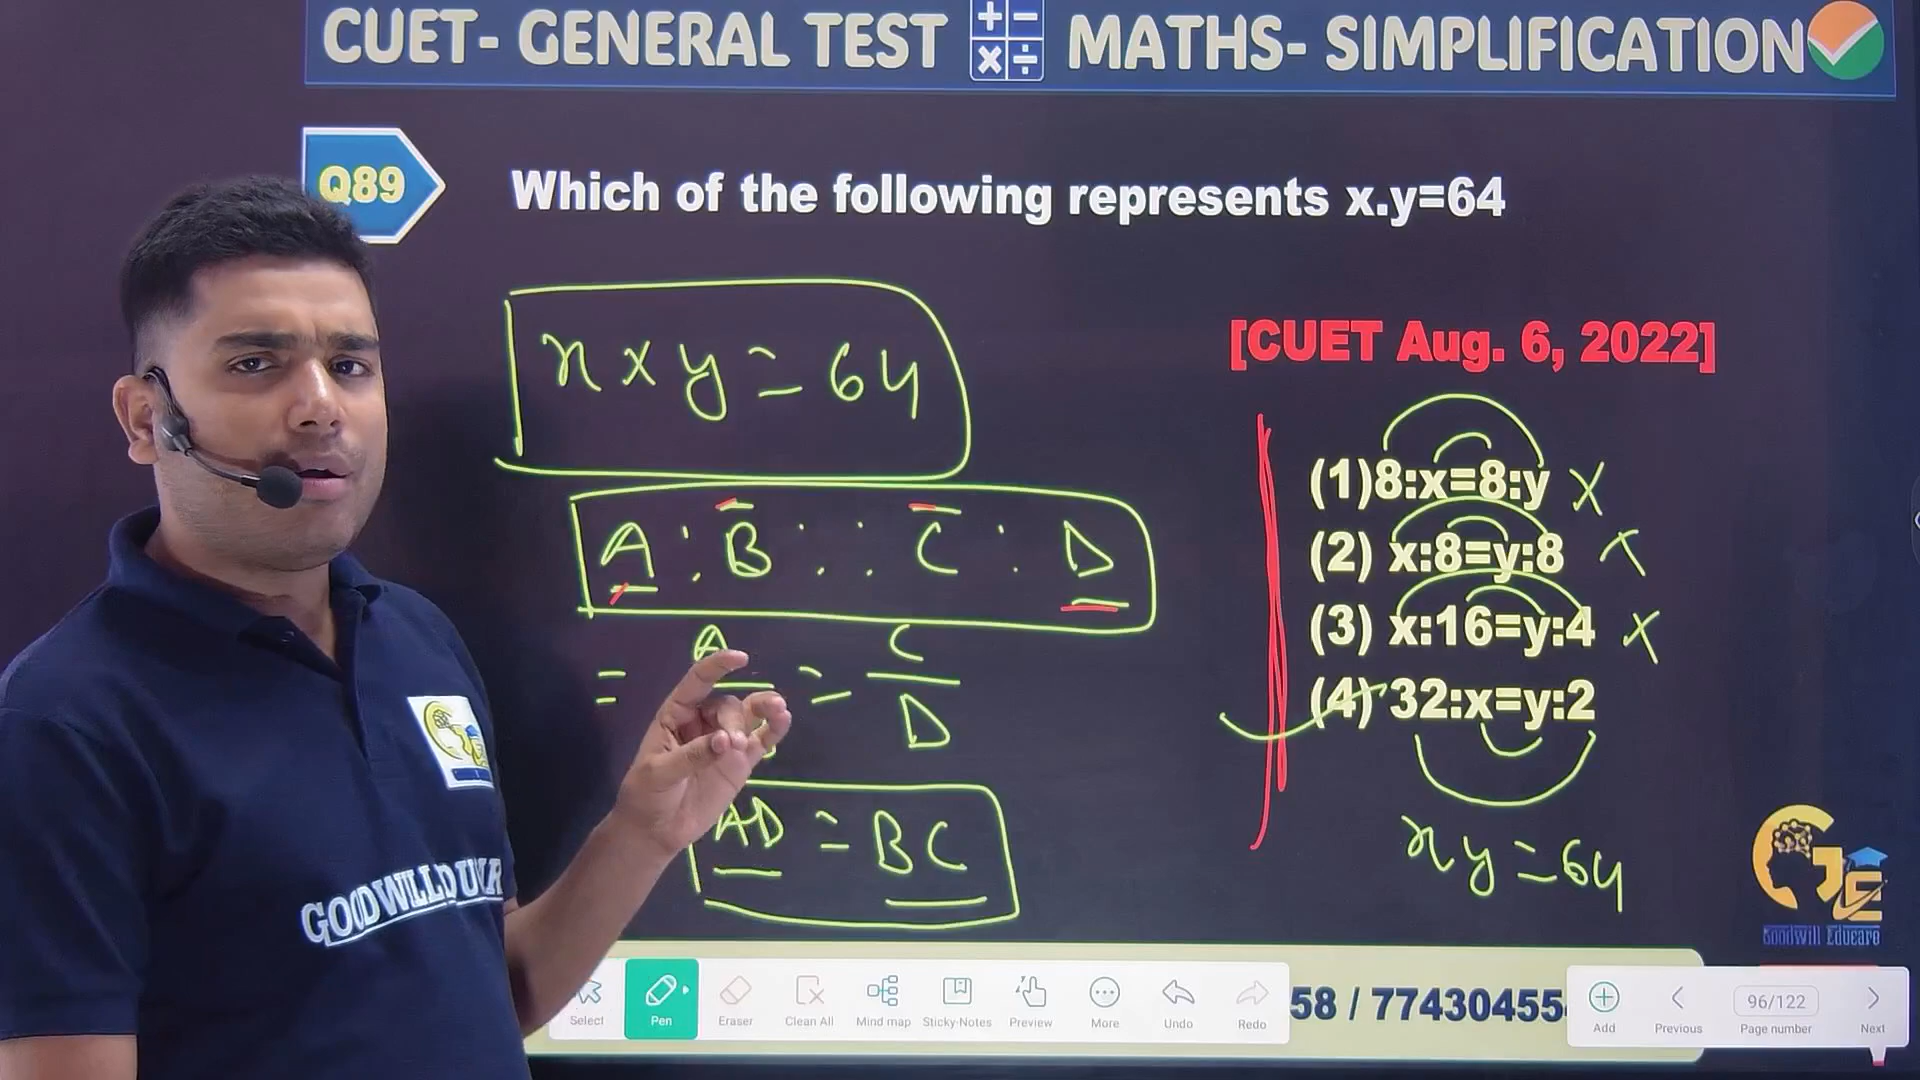 CUET- GENERAL TEST +- ×÷ MATHS- SIMPLIFICATION
Q89
Which of the following represents x.y=64
x × y = 64
[CUET Aug. 6, 2022]
A : B :: C : D
= A = C
D
AD = BC
(1)8:x=8:y ×
(2) x:8=y:8
(3) x:16=y:4 ×
(4) 32:x=y:2
xy=64
GOODWILL
Goodwill Educare
58 / 77430455
Select
Pen
Eraser
Clean All
Mind map
Sticky-Notes
Preview
More
Undo
Redo
Add
Previous
96/122
Page number
Next